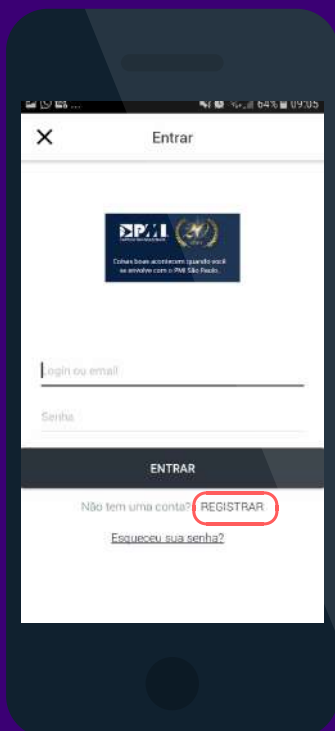 64% 09:05
Entrar
PMI
20
Coisas boas acontecem quando você
se envolve com o PMI São Paulo.
Login ou email
Senha
ENTRAR
Não tem uma conta? REGISTRAR
Esqueceu sua senha?